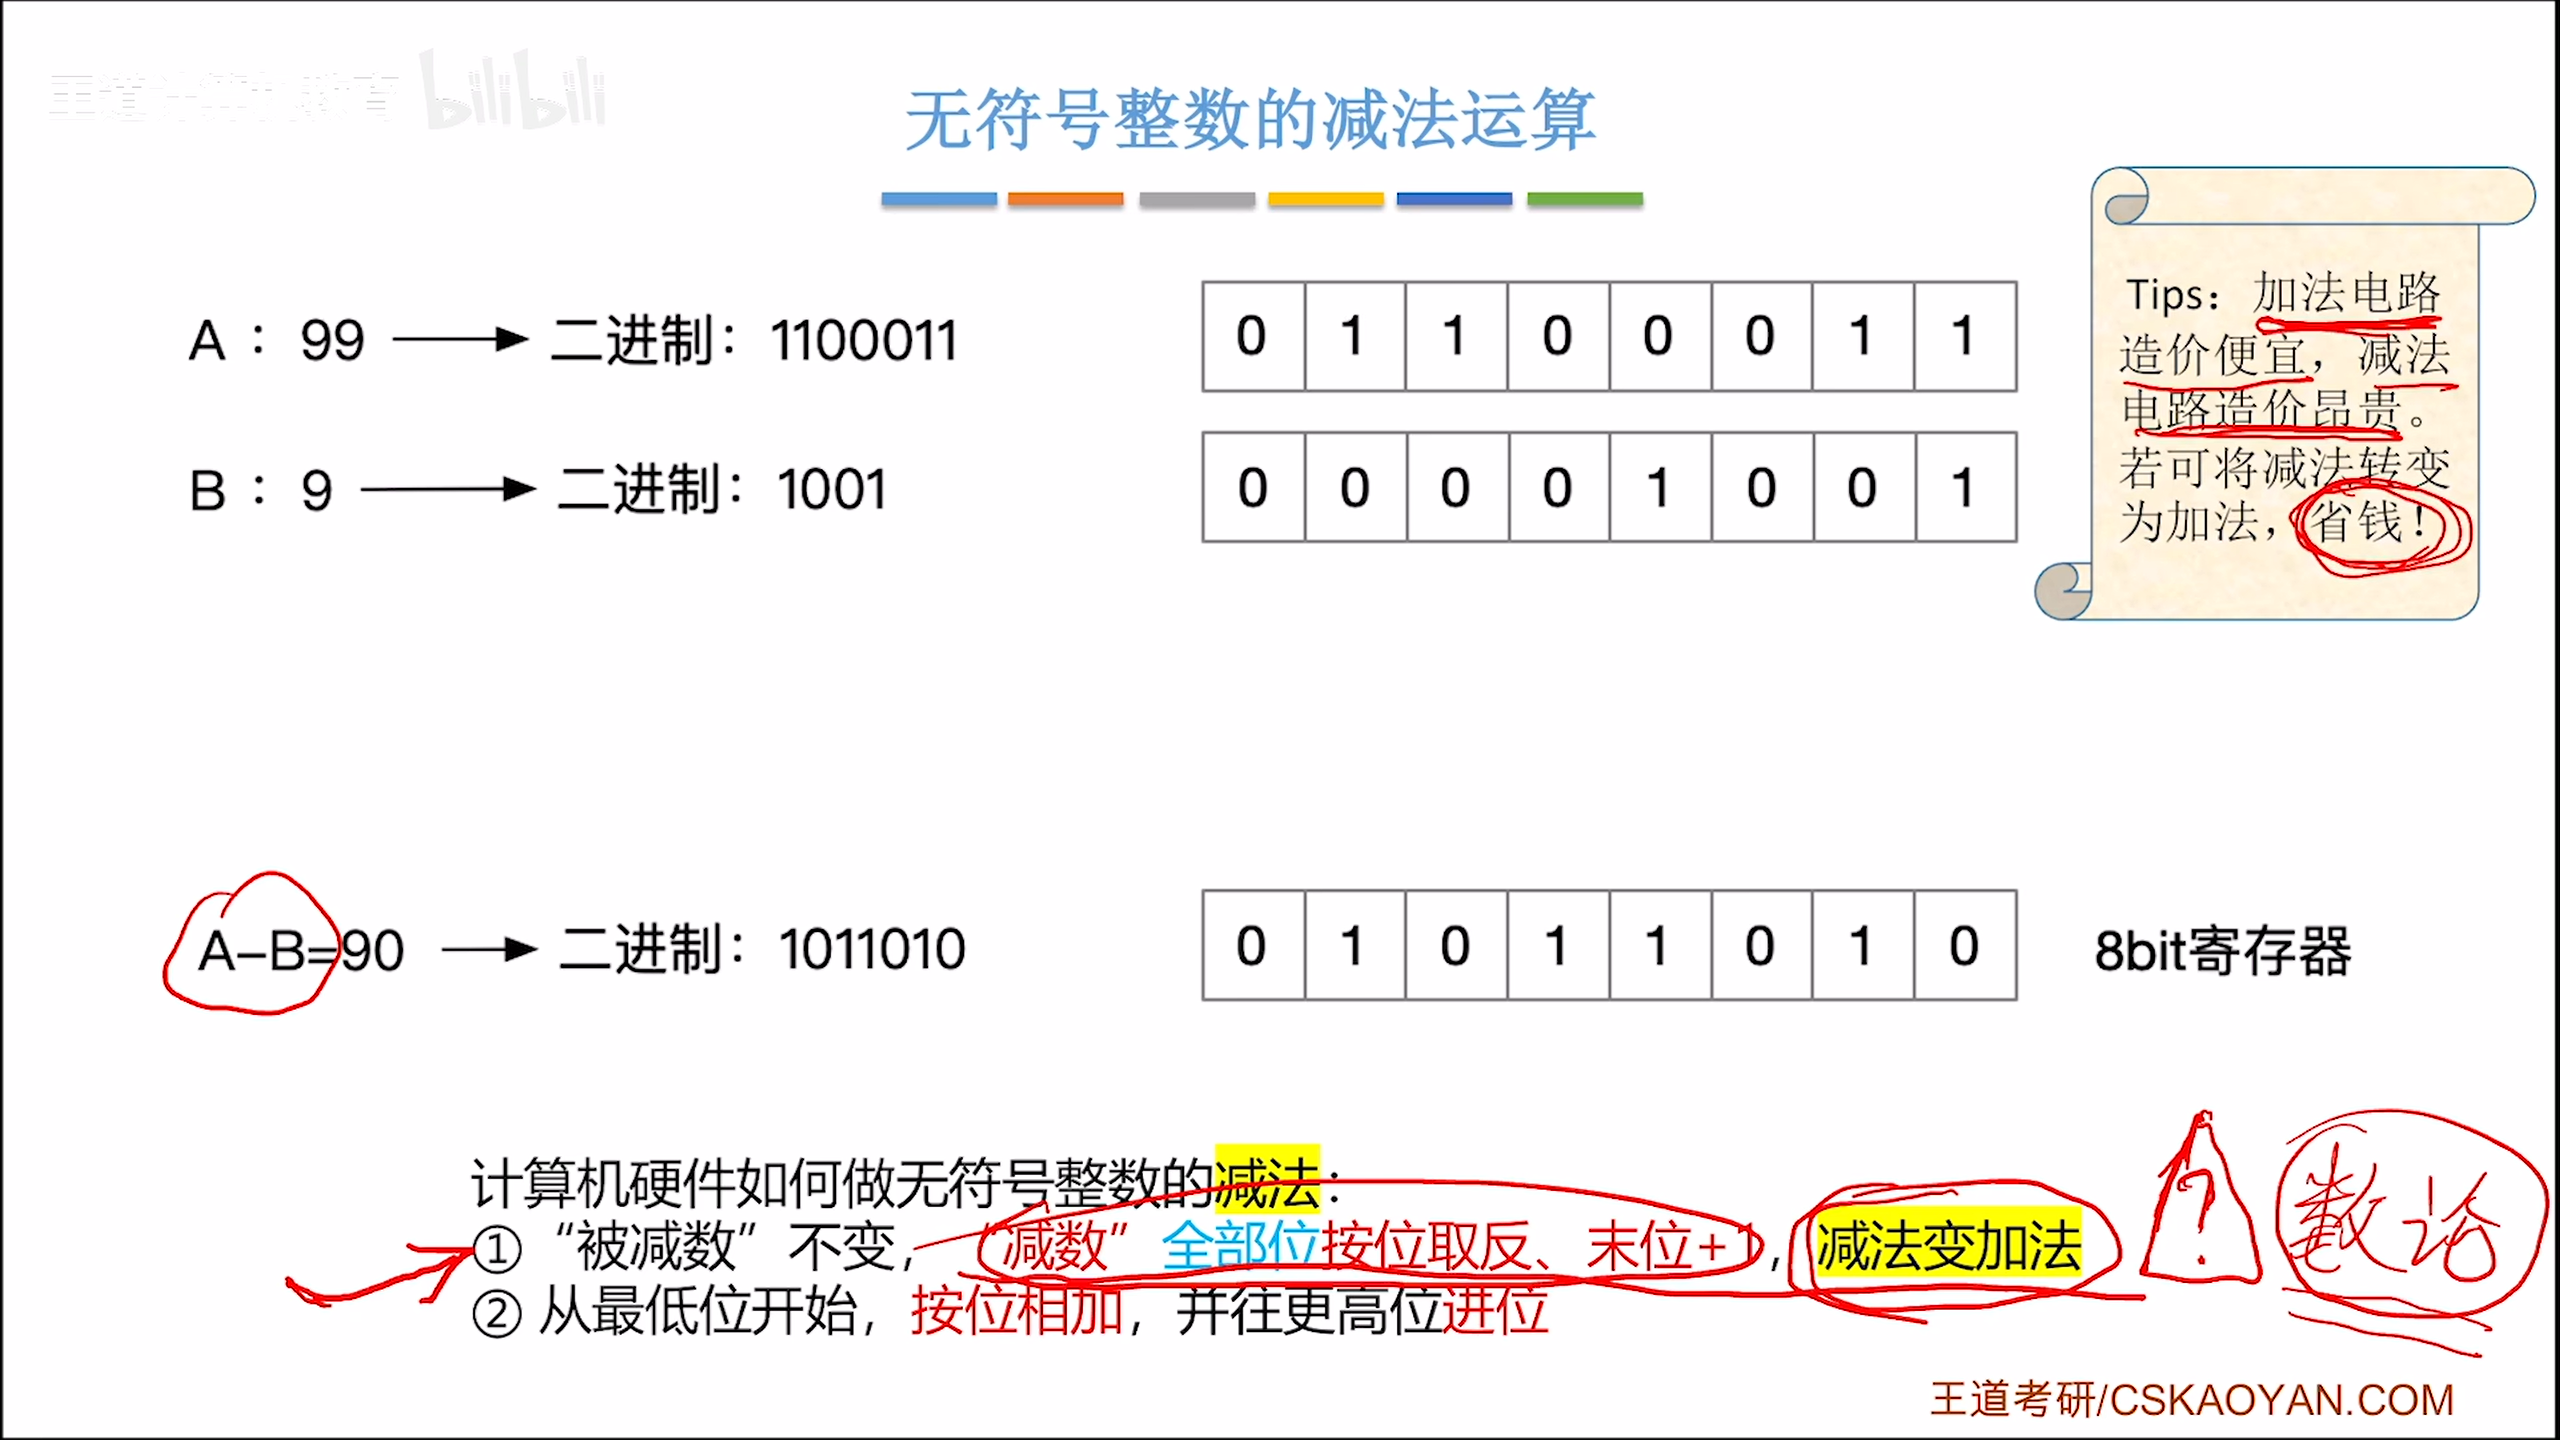 王道计算机教育 bilibili
无符号整数的减法运算
A : 99 二进制：1100011 0 1 1 0 0 0 1 1
B : 9 二进制：1001 0 0 0 0 1 0 0 1
Tips：加法电路
造价便宜，减法
电路造价昂贵。
若可将减法转变
为加法，省钱！
A–B=90 二进制：1011010 0 1 0 1 1 0 1 0 8bit寄存器
计算机硬件如何做无符号整数的减法：
① “被减数”不变，“减数”全部位按位取反、末位+1，减法变加法
? 数论
② 从最低位开始，按位相加，并往更高位进位
王道考研/CSKAOYAN.COM